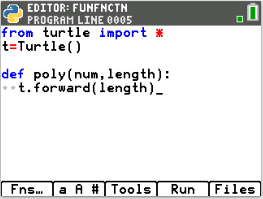 EDITOR: FUNFNCTN
PROGRAM LINE 0005
from turtle import *
t=Turtle()
def poly(num,length):
··t.forward(length)_
Fns… a A # Tools Run Files